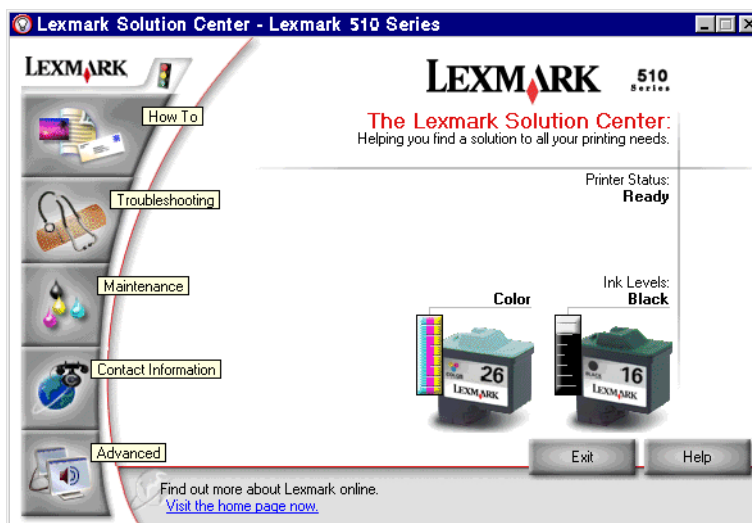 Lexmark Solution Center - Lexmark 510 Series
LEXMARK
How To
Troubleshooting
Maintenance
Contact Information
Advanced
LEXMARK 510 Series
The Lexmark Solution Center:
Helping you find a solution to all your printing needs.
Printer Status:
Ready
Ink Levels:
Color Black
COLOR 26 LEXMARK
BLACK 16 LEXMARK
Exit Help
Find out more about Lexmark online.
Visit the home page now.